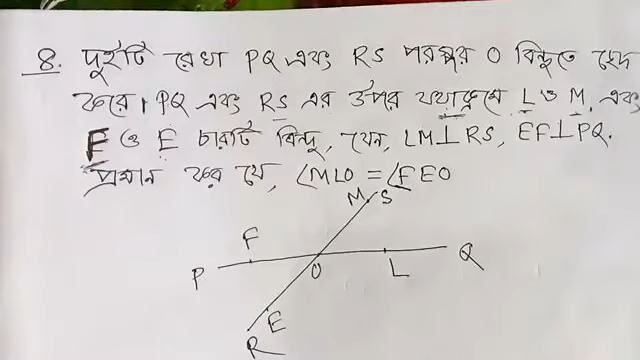 ৪. দুইটি রেখা PQ এবং RS পরস্পর O বিন্দুতে ছেদ
করে। PQ এবং RS এর উপর যথাক্রমে L ও M, এবং
F ও E চারটি বিন্দু, যেন, LM⊥RS, EF⊥PQ.
প্রমান কর যে, ∠MLO = ∠FEO
M S
F
P O L Q
E
R